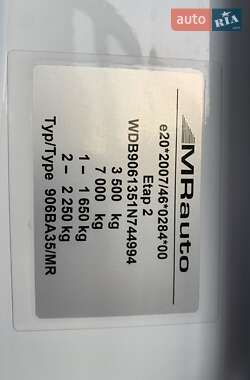 AUTO
RIA
.com
MRauto
e20*2007/46*0284*00
Etap 2
WDB9061351N744994
3 500 kg
7 000 kg
1 – 1 650 kg
2 – 2 250 kg
Typ/Type 906BA35/MR